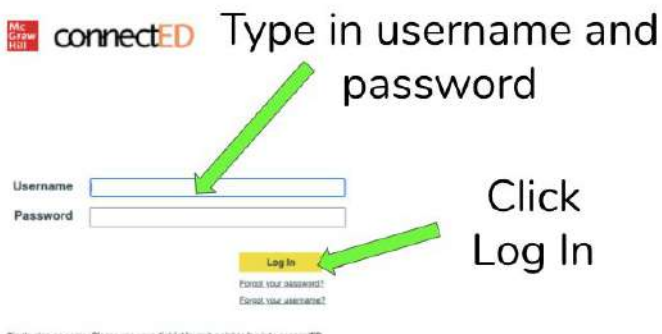 Mc
Graw
Hill
connectED
Type in username and
password
Username
Password
Click
Log In
Log In
Forgot your password?
Forgot your username?